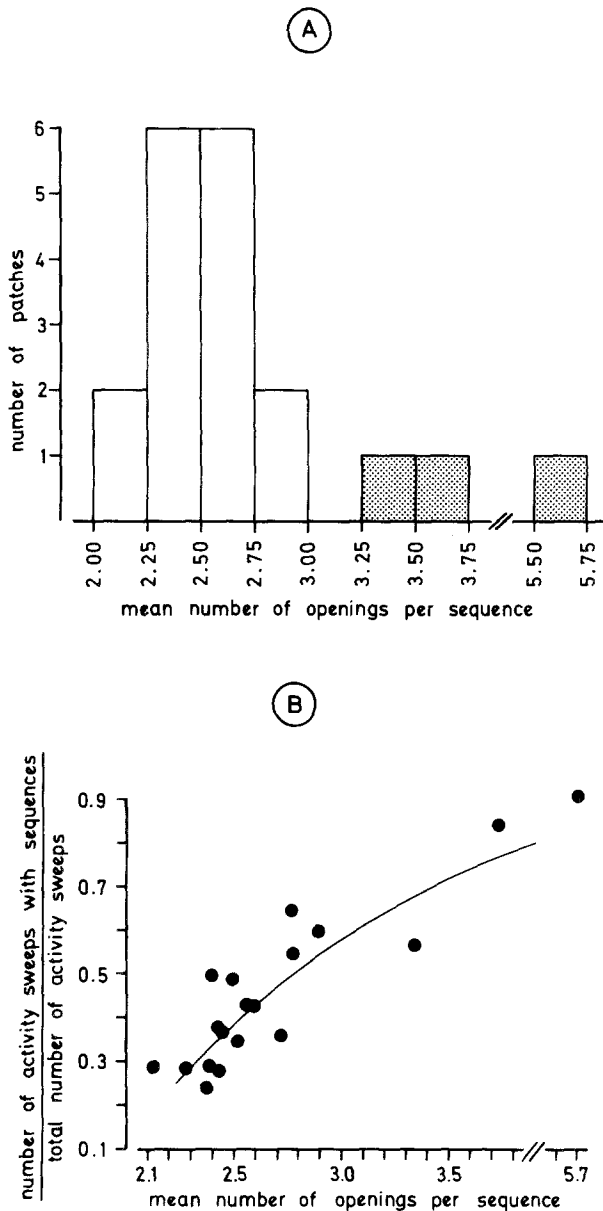 A
number of patches
6
5
4
3
2
1
2.00 2.25 2.50 2.75 3.00 3.25 3.50 3.75 5.50 5.75
mean number of openings per sequence
B
number of activity sweeps with sequences
total number of activity sweeps
0.9
0.7
0.5
0.3
0.1
2.1 2.5 3.0 3.5 5.7
mean number of openings per sequence